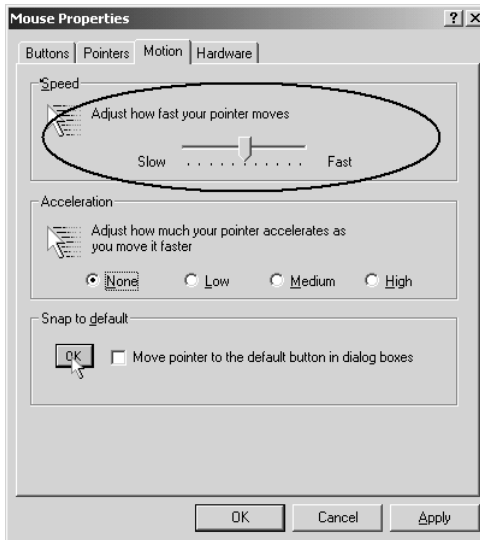 Mouse Properties
Buttons Pointers Motion Hardware
Speed
Adjust how fast your pointer moves
Slow Fast
Acceleration
Adjust how much your pointer accelerates as
you move it faster
None Low Medium High
Snap to default
OK Move pointer to the default button in dialog boxes
OK Cancel Apply